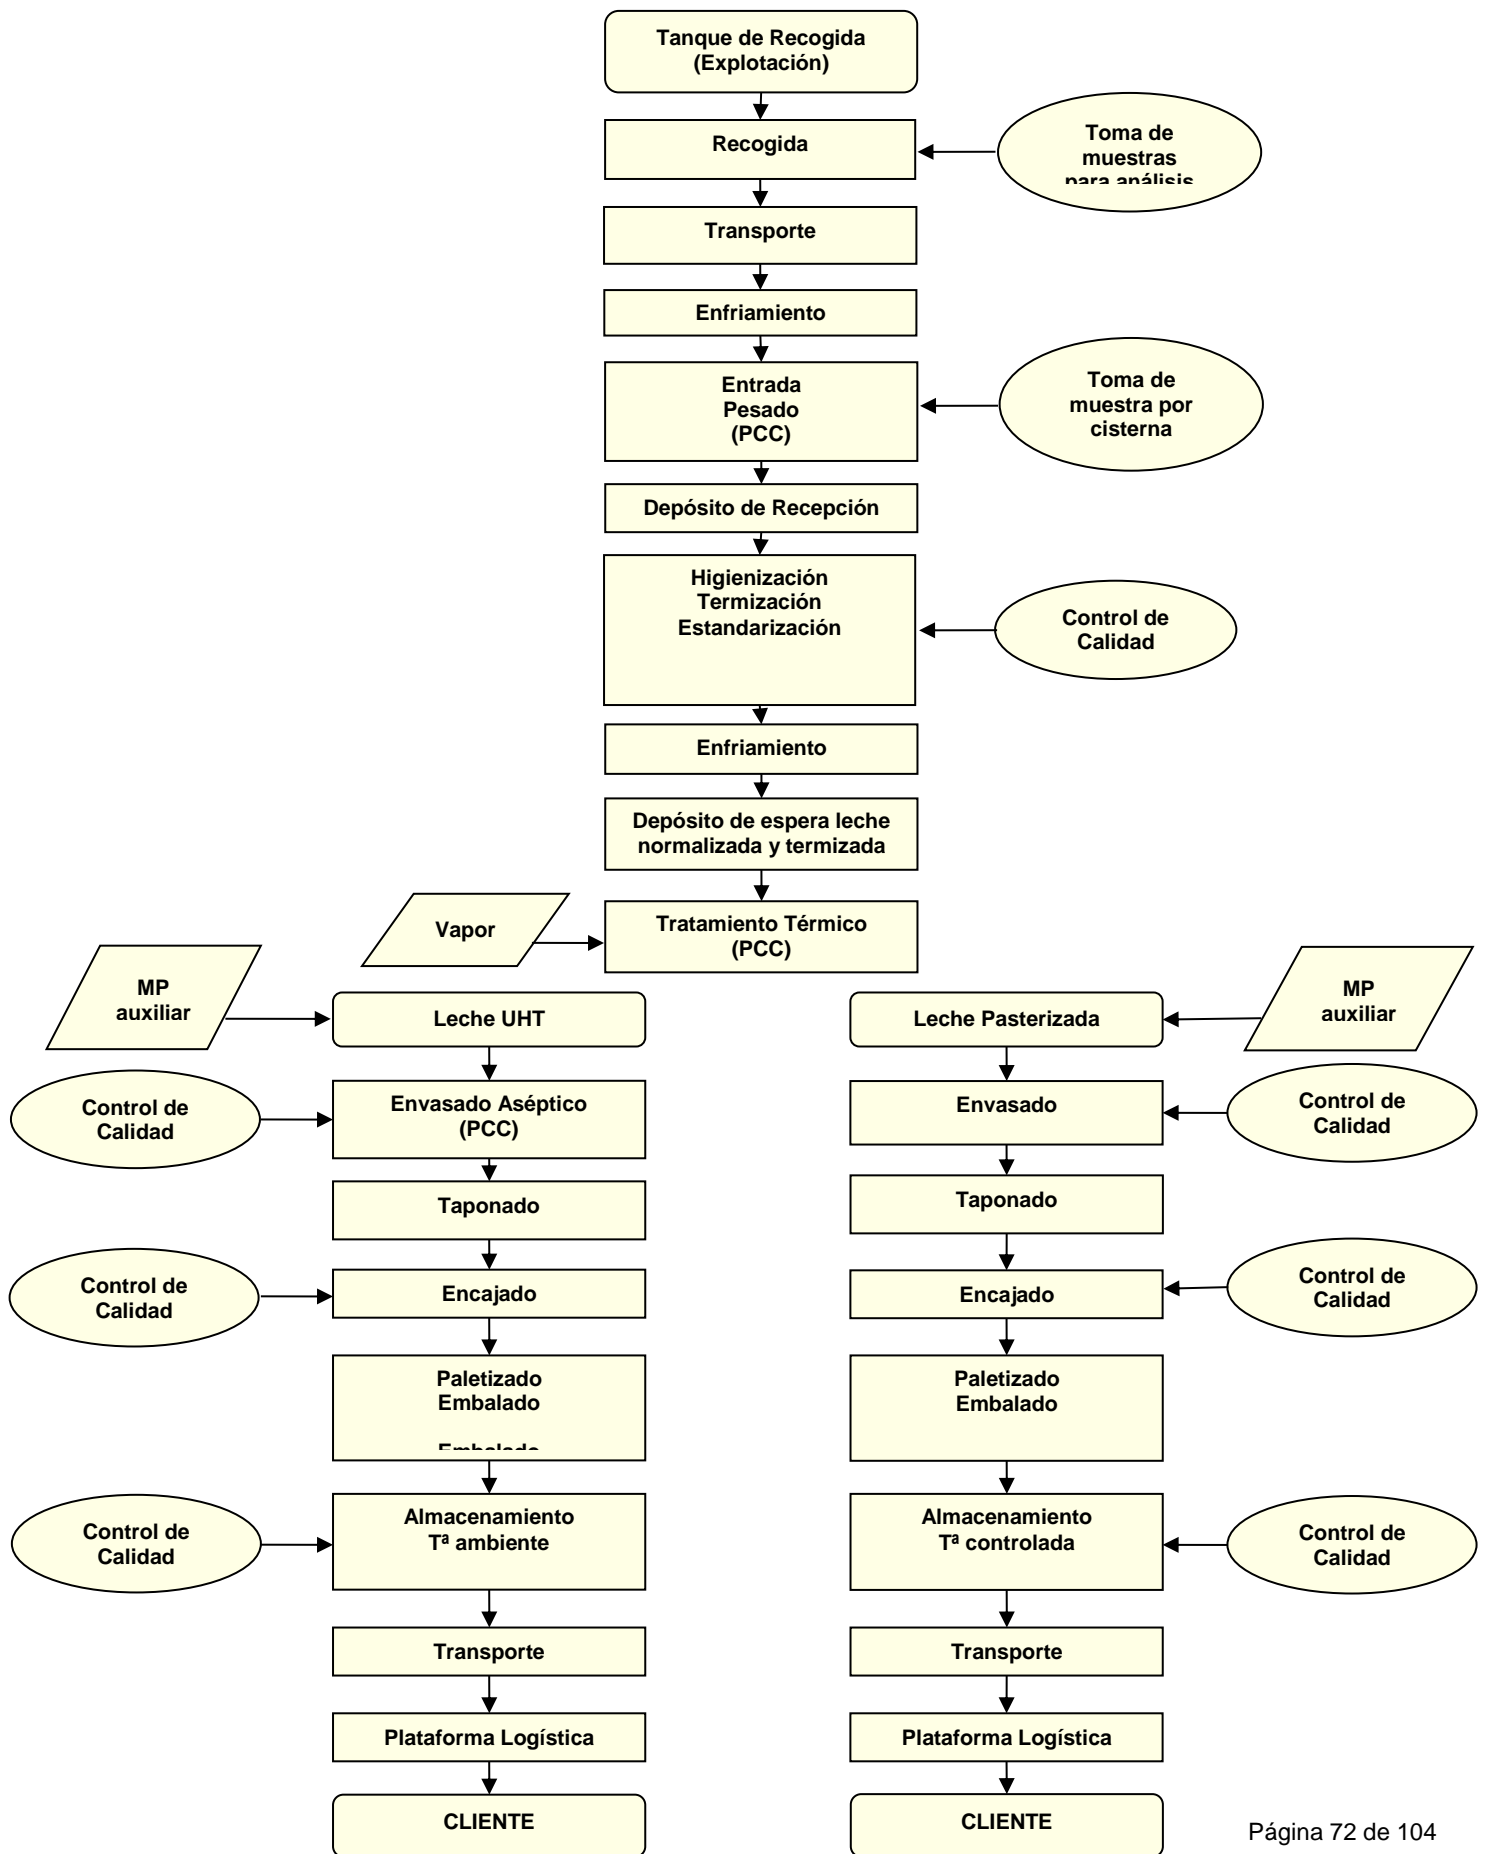 Tanque de Recogida
(Explotación)
Recogida
Toma de
muestras
para análisis
Transporte
Enfriamiento
Entrada
Pesado
(PCC)
Toma de
muestra por
cisterna
Depósito de Recepción
Higienización
Termización
Estandarización
Control de
Calidad
Enfriamiento
Depósito de espera leche
normalizada y termizada
Vapor
Tratamiento Térmico
(PCC)
MP
auxiliar
Leche UHT
Leche Pasterizada
MP
auxiliar
Control de
Calidad
Envasado Aséptico
(PCC)
Envasado
Control de
Calidad
Taponado
Taponado
Control de
Calidad
Encajado
Encajado
Control de
Calidad
Paletizado
Embalado
Embalado
Paletizado
Embalado
Control de
Calidad
Almacenamiento
Tª ambiente
Almacenamiento
Tª controlada
Control de
Calidad
Transporte
Transporte
Plataforma Logística
Plataforma Logística
CLIENTE
CLIENTE
Página 72 de 104